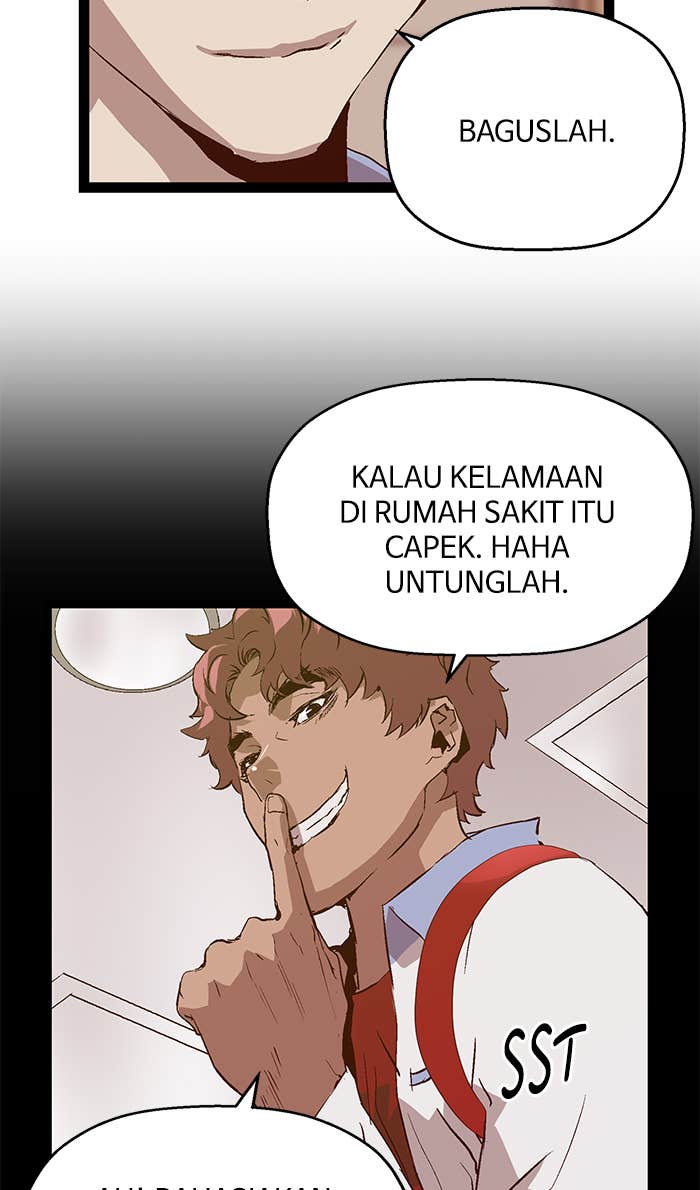 BAGUSLAH.
KALAU KELAMAAN
DI RUMAH SAKIT ITU
CAPEK. HAHA
UNTUNGLAH.
SST